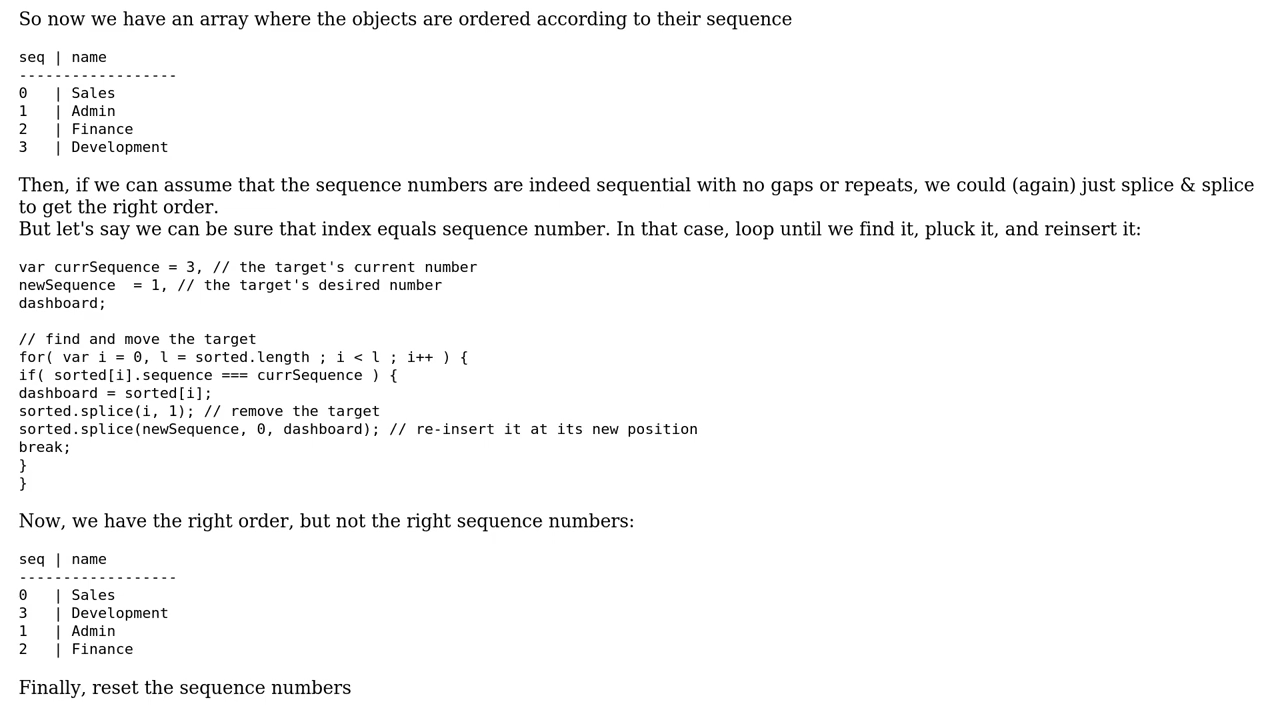 So now we have an array where the objects are ordered according to their sequence
seq | name
------------------
0   | Sales
1   | Admin
2   | Finance
3   | Development
Then, if we can assume that the sequence numbers are indeed sequential with no gaps or repeats, we could (again) just splice & splice
to get the right order.
But let's say we can be sure that index equals sequence number. In that case, loop until we find it, pluck it, and reinsert it:
var currSequence = 3, // the target's current number
newSequence  = 1, // the target's desired number
dashboard;
// find and move the target
for( var i = 0, l = sorted.length ; i < l ; i++ ) {
if( sorted[i].sequence === currSequence ) {
dashboard = sorted[i];
sorted.splice(i, 1); // remove the target
sorted.splice(newSequence, 0, dashboard); // re-insert it at its new position
break;
}
}
Now, we have the right order, but not the right sequence numbers:
seq | name
------------------
0   | Sales
3   | Development
1   | Admin
2   | Finance
Finally, reset the sequence numbers